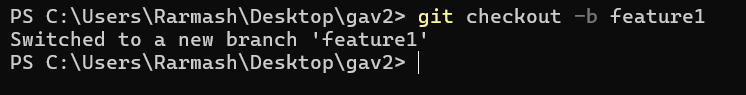 PS C:\Users\Rarmash\Desktop\gav2> git checkout -b feature1
Switched to a new branch 'feature1'
PS C:\Users\Rarmash\Desktop\gav2>